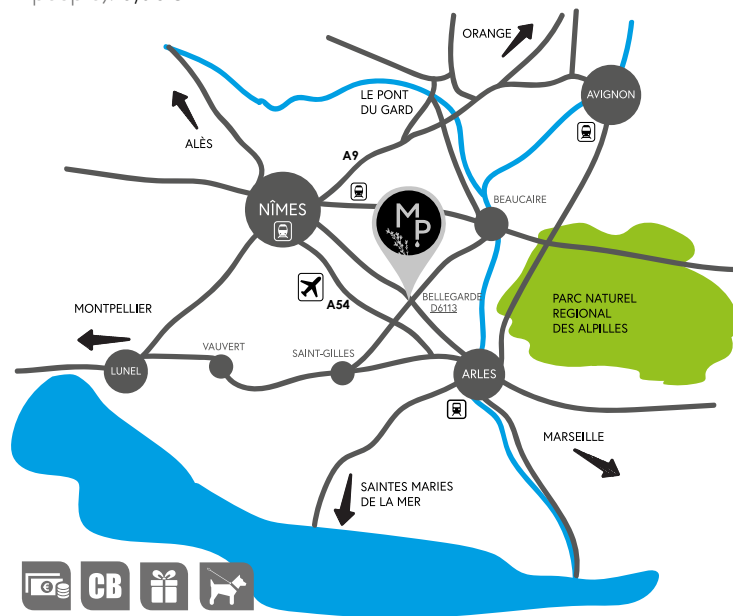 ORANGE
LE PONT
DU GARD
AVIGNON
ALÈS
A9
BEAUCAIRE
NÎMES
MP
A54
BELLEGARDE
D6113
PARC NATUREL
REGIONAL
DES ALPILLES
MONTPELLIER
VAUVERT
SAINT-GILLES
LUNEL
ARLES
MARSEILLE
SAINTES MARIES
DE LA MER
€
CB